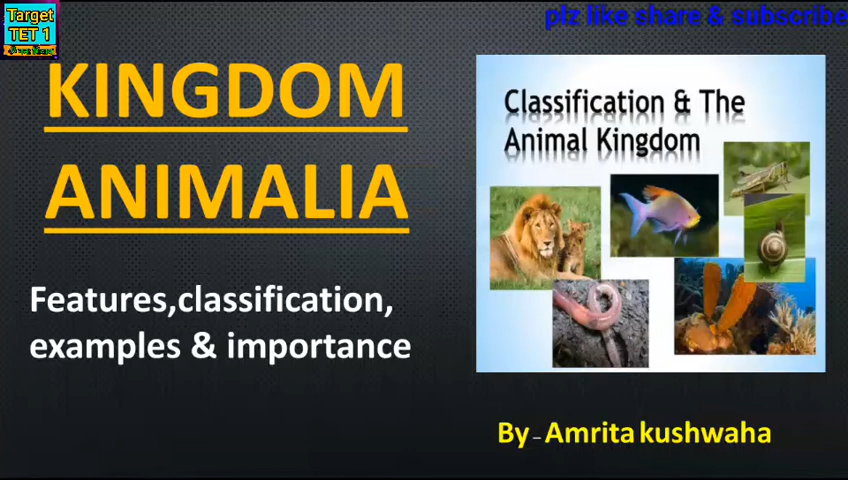 Target
TET 1
plz like share & subscribe
KINGDOM
ANIMALIA
Classification & The
Animal Kingdom
Features,classification,
examples & importance
By – Amrita kushwaha